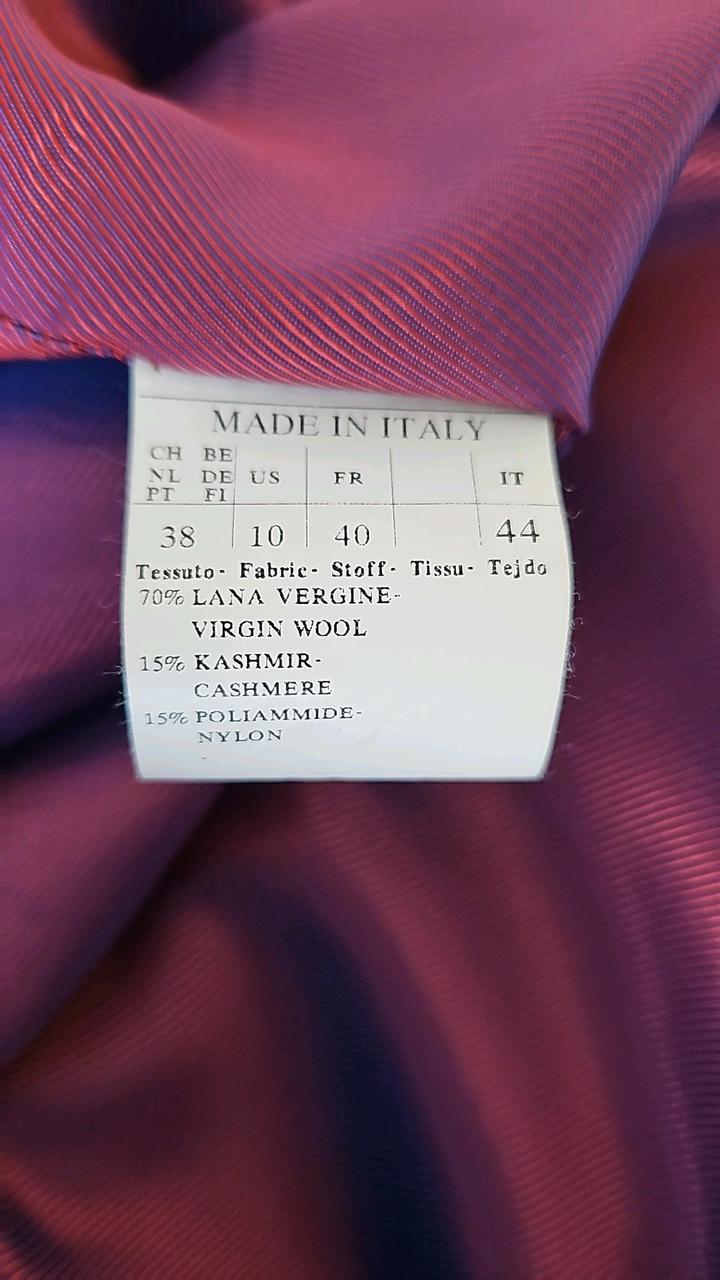 MADE IN ITALY
CH BE
NL DE US FR IT
PT FI
38 10 40 44
Tessuto- Fabric- Stoff- Tissu- Tejdo
70% LANA VERGINE-
VIRGIN WOOL
15% KASHMIR-
CASHMERE
15% POLIAMMIDE-
NYLON